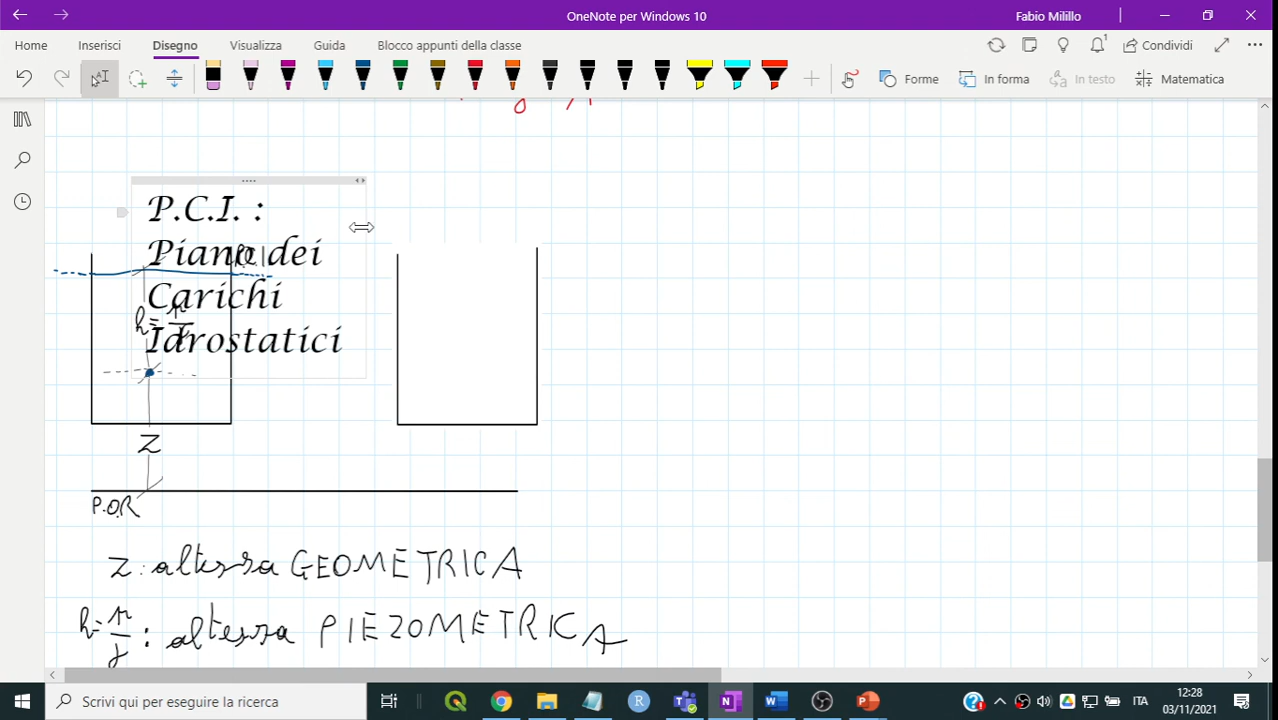 OneNote per Windows 10
Fabio Milillo
Home
Inserisci
Disegno
Visualizza
Guida
Blocco appunti della classe
Condividi
Forme
In forma
In testo
Matematica
P.C.I. :
Piano dei
Carichi
Idrostatici
h=
Z
P.O.R
z: altezza GEOMETRICA
h= p/γ : altezza PIEZOMETRICA
Scrivi qui per eseguire la ricerca
ITA
12:28
03/11/2021